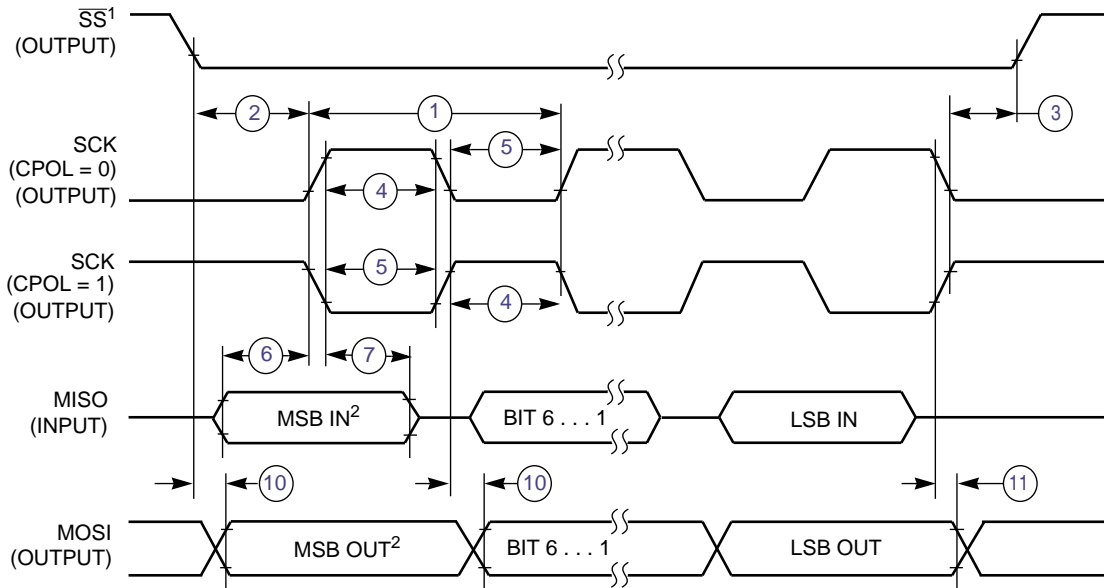 SS¹
(OUTPUT)
2
1
3
SCK
(CPOL = 0)
(OUTPUT)
5
4
SCK
(CPOL = 1)
(OUTPUT)
5
4
6
7
MISO
(INPUT)
MSB IN²
BIT 6 . . . 1
LSB IN
10
10
11
MOSI
(OUTPUT)
MSB OUT²
BIT 6 . . . 1
LSB OUT